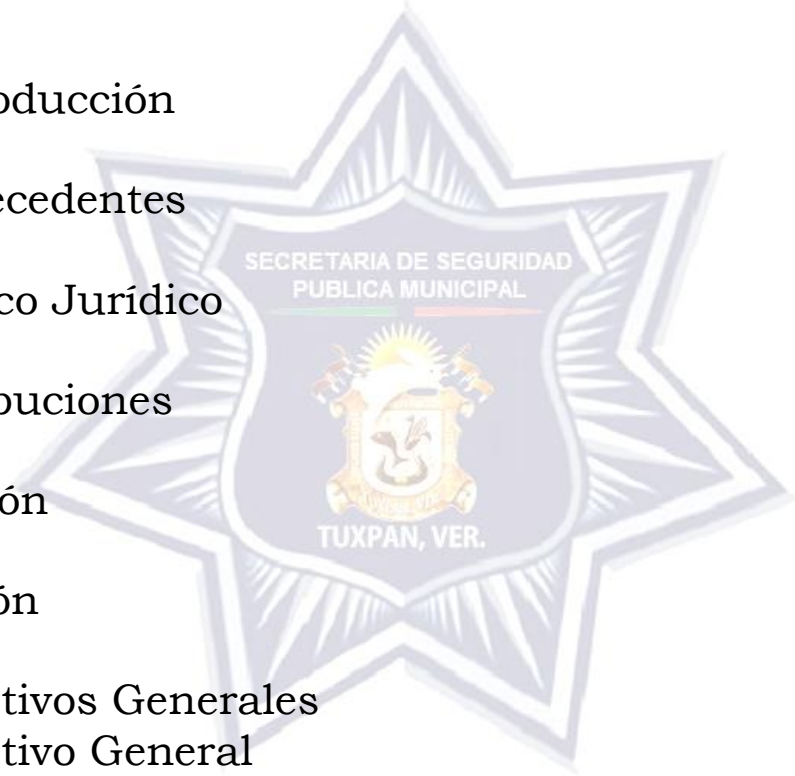 oducción
ecedentes
SECRETARIA DE SEGURIDAD
PUBLICA MUNICIPAL
co Jurídico
buciones
ón
TUXPAN, VER.
ón
tivos Generales
tivo General